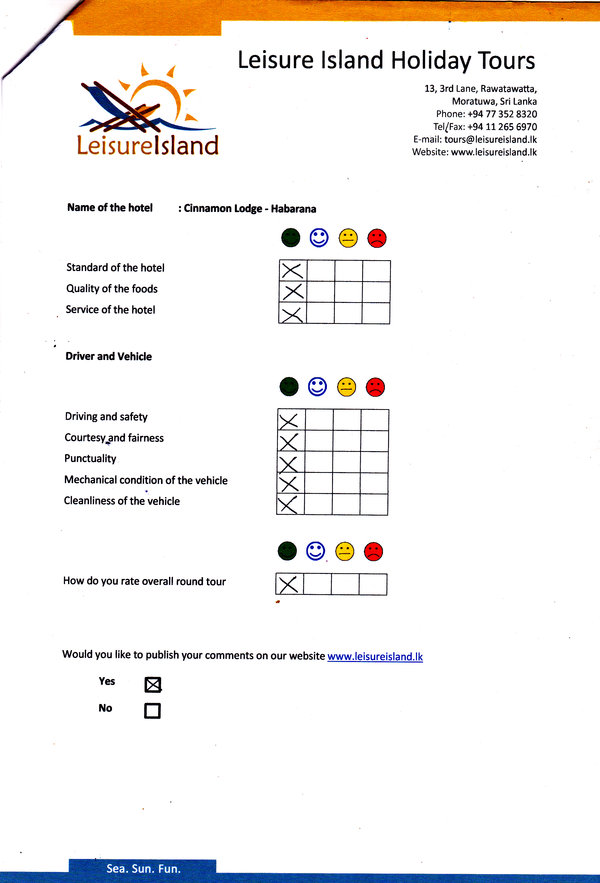 Leisure Island Holiday Tours
13, 3rd Lane, Rawatawatta,
Moratuwa, Sri Lanka
Phone: +94 77 352 8320
Tel/Fax: +94 11 265 6970
E-mail: tours@leisureisland.lk
Website: www.leisureisland.lk
LeisureIsland
Name of the hotel : Cinnamon Lodge - Habarana
Standard of the hotel
Quality of the foods
Service of the hotel
Driver and Vehicle
Driving and safety
Courtesy and fairness
Punctuality
Mechanical condition of the vehicle
Cleanliness of the vehicle
How do you rate overall round tour
Would you like to publish your comments on our website www.leisureisland.lk
Yes
No
Sea. Sun. Fun.